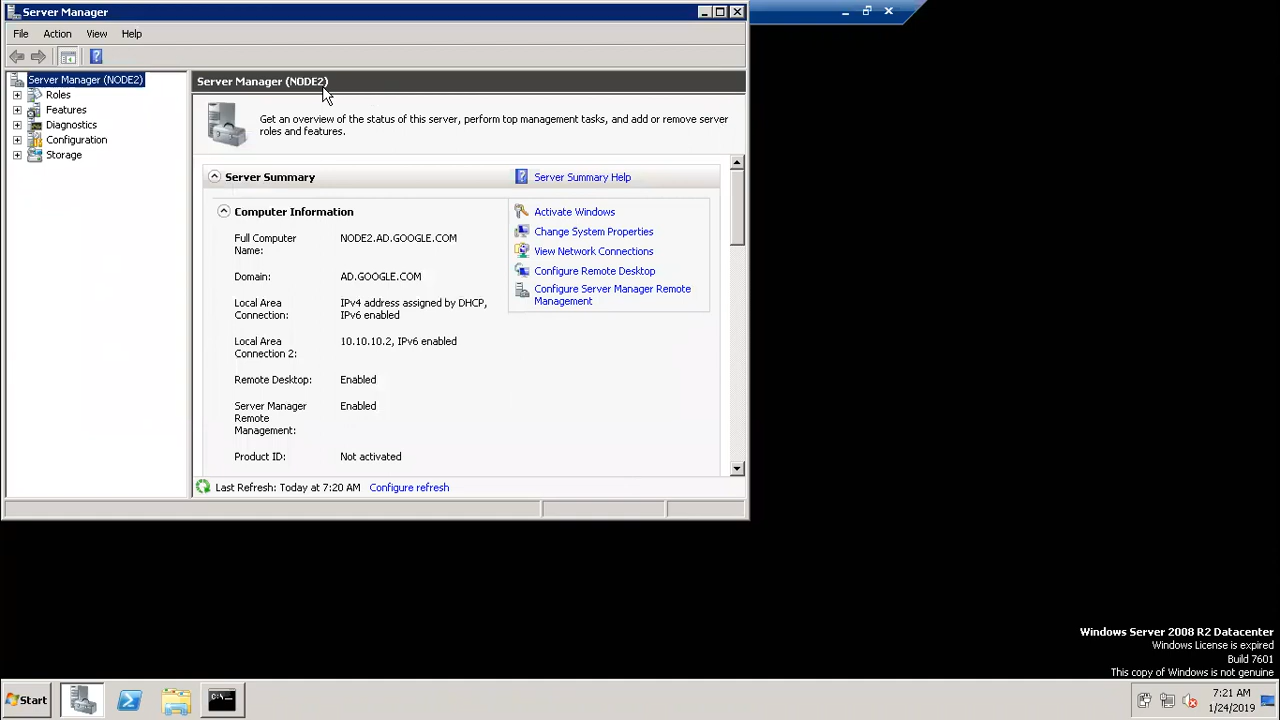 Server Manager
File Action View Help
Server Manager (NODE2)
Roles
Features
Diagnostics
Configuration
Storage
Server Manager (NODE2)
Get an overview of the status of this server, perform top management tasks, and add or remove server
roles and features.
Server Summary
Server Summary Help
Computer Information
Full Computer
Name:
NODE2.AD.GOOGLE.COM
Domain:
AD.GOOGLE.COM
Local Area
Connection:
IPv4 address assigned by DHCP,
IPv6 enabled
Local Area
Connection 2:
10.10.10.2, IPv6 enabled
Remote Desktop:
Enabled
Server Manager
Remote
Management:
Enabled
Product ID:
Not activated
Activate Windows
Change System Properties
View Network Connections
Configure Remote Desktop
Configure Server Manager Remote
Management
Last Refresh: Today at 7:20 AM Configure refresh
Windows Server 2008 R2 Datacenter
Windows License is expired
Build 7601
This copy of Windows is not genuine
Start
7:21 AM
1/24/2019